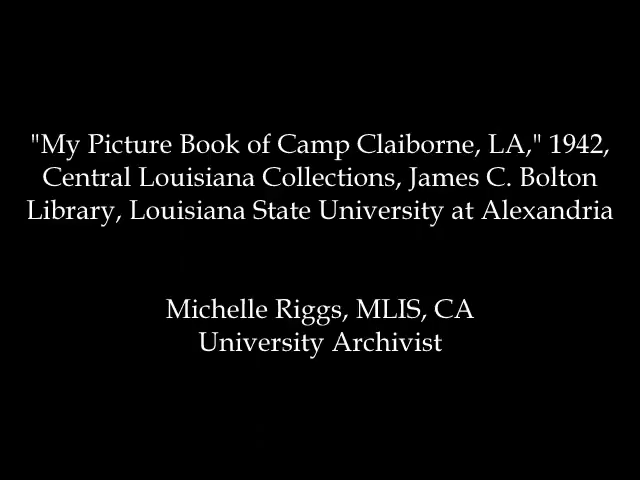 "My Picture Book of Camp Claiborne, LA," 1942,
Central Louisiana Collections, James C. Bolton
Library, Louisiana State University at Alexandria
Michelle Riggs, MLIS, CA
University Archivist